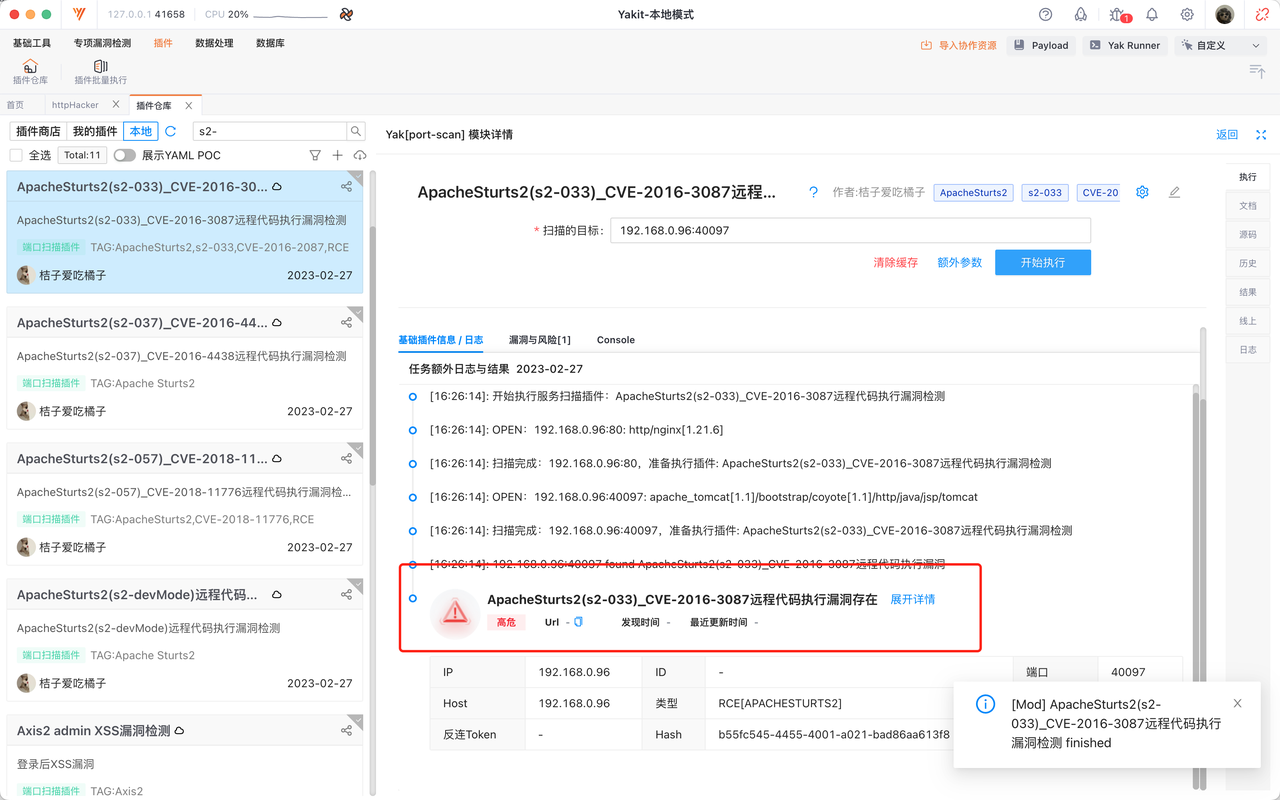 127.0.0.1 41658
CPU 20%
Yakit-本地模式
1
基础工具
专项漏洞检测
插件
数据处理
数据库
导入协作资源
Payload
Yak Runner
自定义
插件仓库
插件批量执行
首页
httpHacker
插件仓库
插件商店
我的插件
本地
s2-
全选
Total:11
展示YAML POC
ApacheSturts2(s2-033)_CVE-2016-30...
ApacheSturts2(s2-033)_CVE-2016-3087远程代码执行漏洞检测
端口扫描插件 TAG:ApacheSturts2,s2-033,CVE-2016-2087,RCE
桔子爱吃橘子 2023-02-27
ApacheSturts2(s2-037)_CVE-2016-44...
ApacheSturts2(s2-037)_CVE-2016-4438远程代码执行漏洞检测
端口扫描插件 TAG:Apache Sturts2
桔子爱吃橘子 2023-02-27
ApacheSturts2(s2-057)_CVE-2018-11...
ApacheSturts2(s2-057)_CVE-2018-11776远程代码执行漏洞检...
端口扫描插件 TAG:ApacheSturts2,CVE-2018-11776,RCE
桔子爱吃橘子 2023-02-27
ApacheSturts2(s2-devMode)远程代码...
ApacheSturts2(s2-devMode)远程代码执行漏洞检测
端口扫描插件 TAG:Apache Sturts2
桔子爱吃橘子 2023-02-27
Axis2 admin XSS漏洞检测
登录后XSS漏洞
端口扫描插件 TAG:Axis2
Yak[port-scan] 模块详情
返回
ApacheSturts2(s2-033)_CVE-2016-3087远程...
作者:桔子爱吃橘子
ApacheSturts2
s2-033
CVE-20
* 扫描的目标: 192.168.0.96:40097
清除缓存
额外参数
开始执行
基础插件信息 / 日志
漏洞与风险[1]
Console
任务额外日志与结果 2023-02-27
[16:26:14]: 开始执行服务扫描插件: ApacheSturts2(s2-033)_CVE-2016-3087远程代码执行漏洞检测
[16:26:14]: OPEN: 192.168.0.96:80: http/nginx[1.21.6]
[16:26:14]: 扫描完成: 192.168.0.96:80, 准备执行插件: ApacheSturts2(s2-033)_CVE-2016-3087远程代码执行漏洞检测
[16:26:14]: OPEN: 192.168.0.96:40097: apache_tomcat[1.1]/bootstrap/coyote[1.1]/http/java/jsp/tomcat
[16:26:14]: 扫描完成: 192.168.0.96:40097, 准备执行插件: ApacheSturts2(s2-033)_CVE-2016-3087远程代码执行漏洞检测
[16:26:14]: 192.168.0.96:40097 found ApacheSturts2(s2-033)_CVE-2016-3087远程代码执行漏洞
ApacheSturts2(s2-033)_CVE-2016-3087远程代码执行漏洞存在 展开详情
高危 Url - 发现时间 - 最近更新时间 -
IP 192.168.0.96 ID - 端口 40097
Host 192.168.0.96 类型 RCE[APACHESTURTS2]
反连Token - Hash b55fc545-4455-4001-a021-bad86aa613f8
执行
文档
源码
历史
结果
线上
日志
[Mod] ApacheSturts2(s2-
033)_CVE-2016-3087远程代码执行
漏洞检测 finished